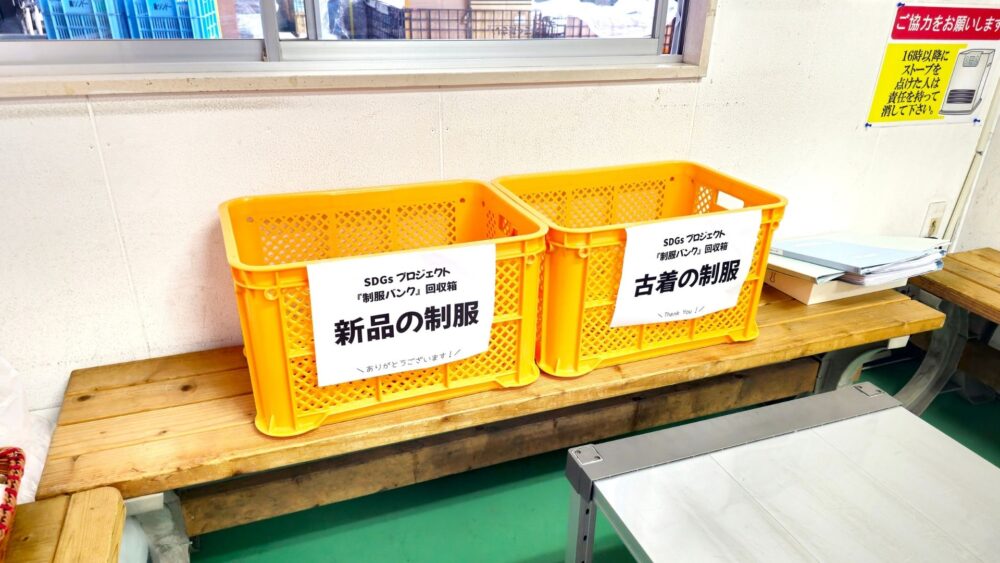 SDGs プロジェクト
『制服バンク』回収箱
新品の制服
＼ありがとうございます！／
SDGs プロジェクト
『制服バンク』回収箱
古着の制服
＼Thank You！／
ご協力をお願いします
16時以降に
ストーブを
点けた人は
責任を持って
消して下さい。